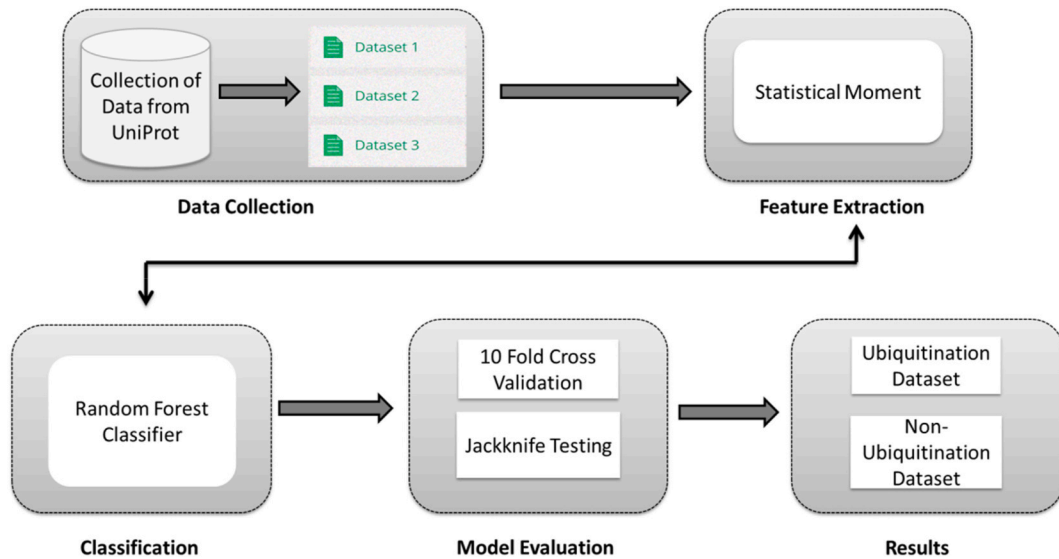 Collection of
Data from
UniProt
Dataset 1
Dataset 2
Dataset 3
Statistical Moment
Data Collection
Feature Extraction
Random Forest
Classifier
10 Fold Cross
Validation
Jackknife Testing
Ubiquitination
Dataset
Non-
Ubiquitination
Dataset
Classification
Model Evaluation
Results